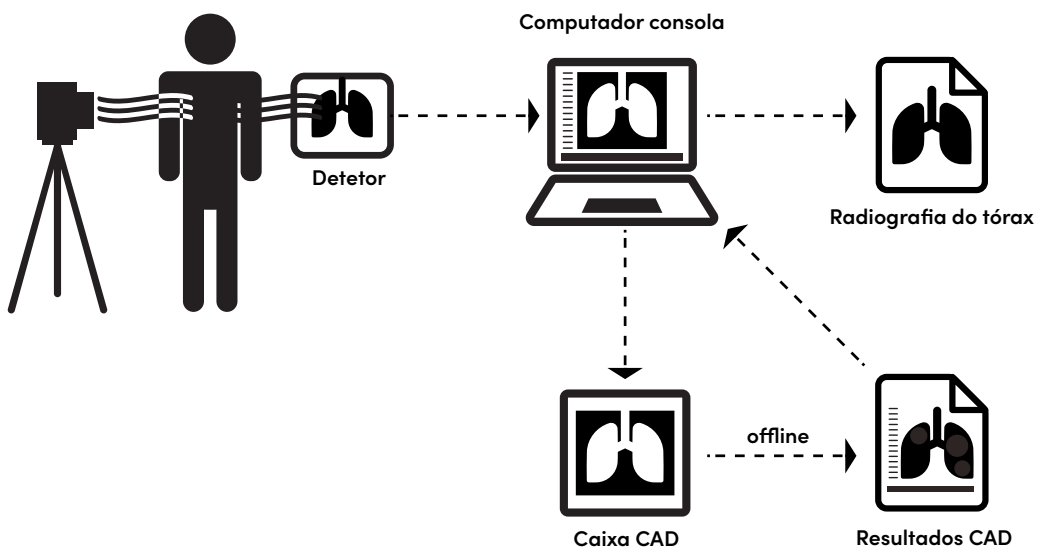 Computador consola
Detetor
Radiografia do tórax
offline
Caixa CAD
Resultados CAD